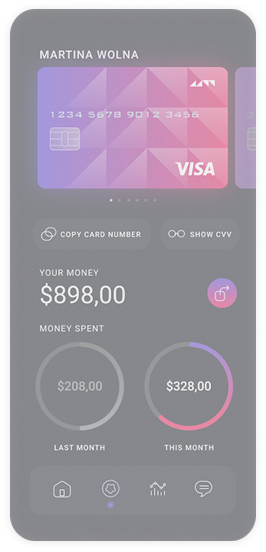 MARTINA WOLNA
1234 5678 9012 3456
VISA
COPY CARD NUMBER
SHOW CVV
YOUR MONEY
$898,00
MONEY SPENT
$208,00
$328,00
LAST MONTH
THIS MONTH